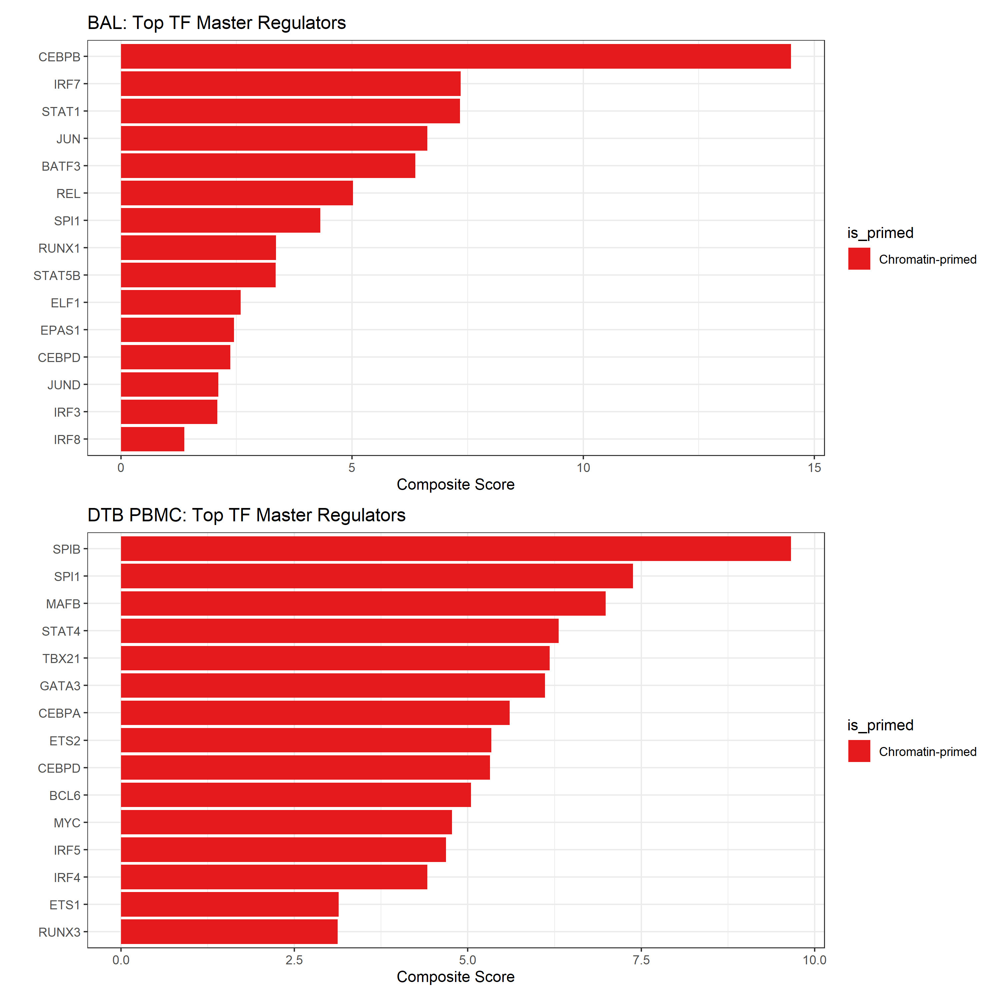 BAL: Top TF Master Regulators
CEBPB
IRF7
STAT1
JUN
BATF3
REL
SPI1
RUNX1
STAT5B
ELF1
EPAS1
CEBPD
JUND
IRF3
IRF8
0 5 10 15
Composite Score
is_primed
Chromatin-primed
DTB PBMC: Top TF Master Regulators
SPIB
SPI1
MAFB
STAT4
TBX21
GATA3
CEBPA
ETS2
CEBPD
BCL6
MYC
IRF5
IRF4
ETS1
RUNX3
0.0 2.5 5.0 7.5 10.0
Composite Score
is_primed
Chromatin-primed